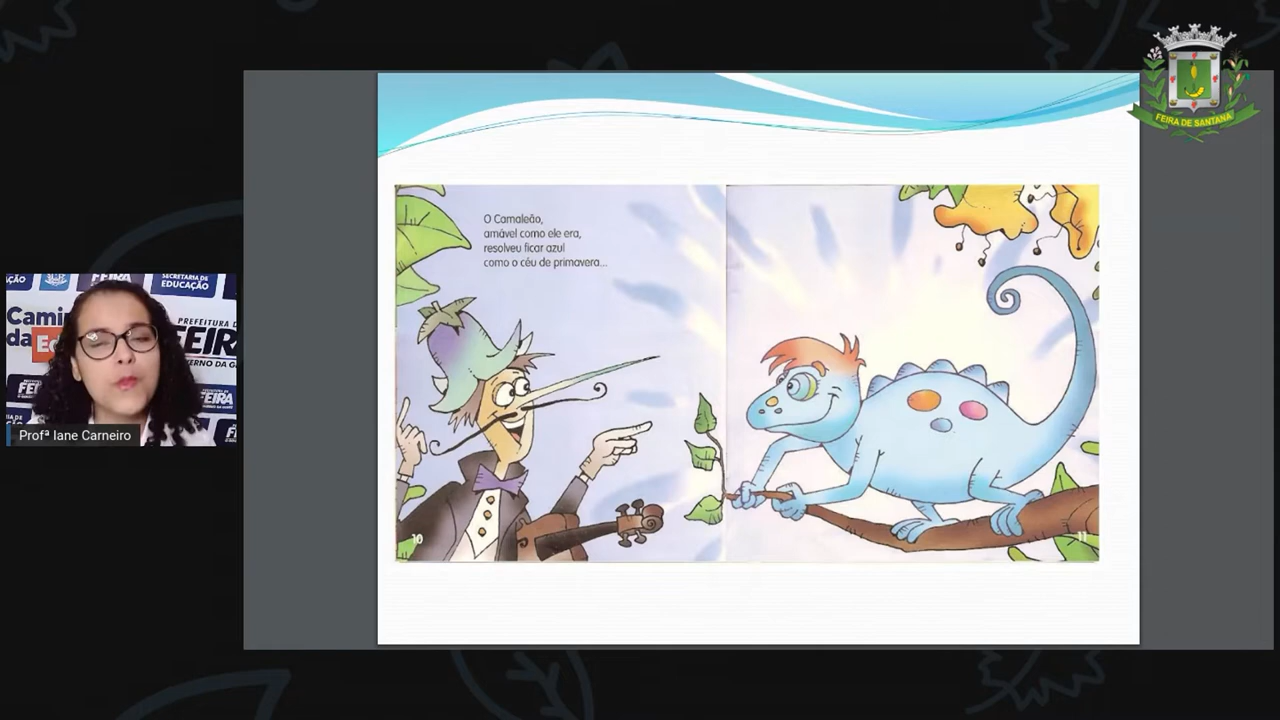 FEIRA DE SANTANA
O Camaleão,
amável como ele era,
resolveu ficar azul
como o céu de primavera...
10
11
SECRETARIA DE
EDUCAÇÃO
PREFEITURA
FEIRA
Profª Iane Carneiro